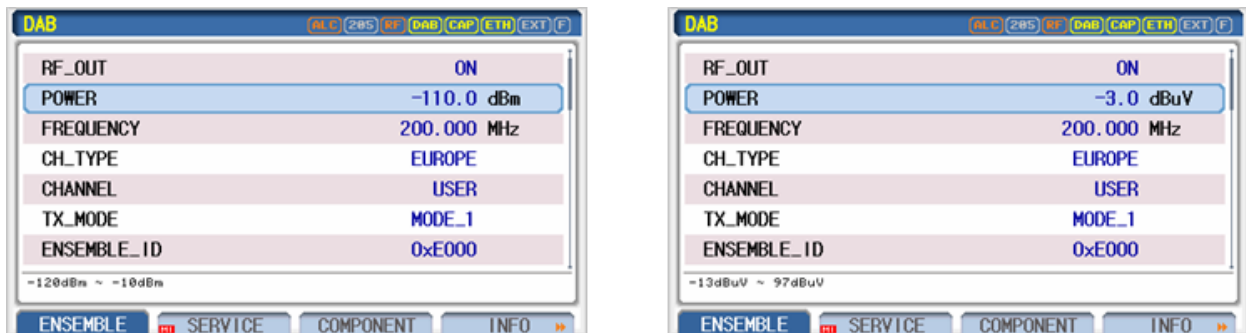 DAB ALC 205 RF DAB CAP ETH EXT F
RF_OUT ON
POWER -110.0 dBm
FREQUENCY 200.000 MHz
CH_TYPE EUROPE
CHANNEL USER
TX_MODE MODE_1
ENSEMBLE_ID 0xE000
-120dBm ~ -10dBm
ENSEMBLE M1 SERVICE COMPONENT INFO
DAB ALC 205 RF DAB CAP ETH EXT F
RF_OUT ON
POWER -3.0 dBuV
FREQUENCY 200.000 MHz
CH_TYPE EUROPE
CHANNEL USER
TX_MODE MODE_1
ENSEMBLE_ID 0xE000
-13dBuV ~ 97dBuV
ENSEMBLE M1 SERVICE COMPONENT INFO